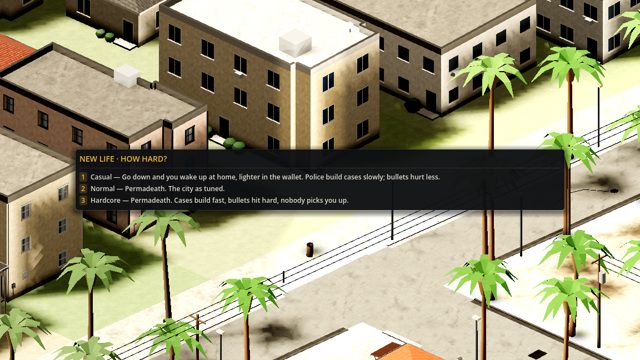 NEW LIFE · HOW HARD?
1 Casual — Go down and you wake up at home, lighter in the wallet. Police build cases slowly; bullets hurt less.
2 Normal — Permadeath. The city as tuned.
3 Hardcore — Permadeath. Cases build fast, bullets hit hard, nobody picks you up.